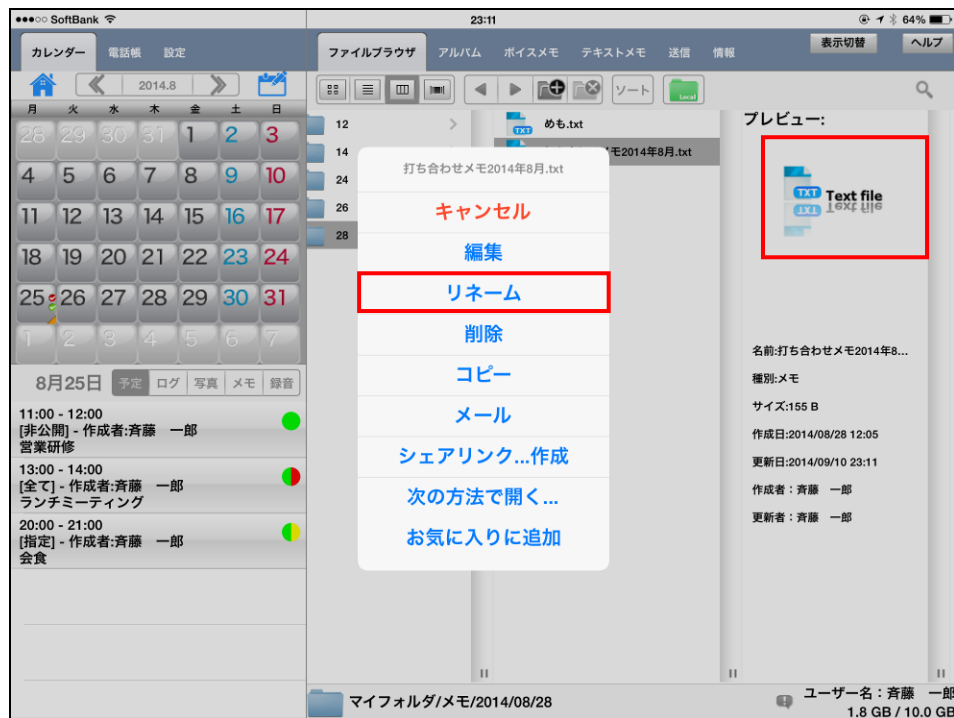 SoftBank 23:11 64%
カレンダー 電話帳 設定
ファイルブラウザ アルバム ボイスメモ テキストメモ 送信 情報 表示切替 ヘルプ
2014.8
ソート Local
月 火 水 木 金 土 日
28 29 30 31 1 2 3
4 5 6 7 8 9 10
11 12 13 14 15 16 17
18 19 20 21 22 23 24
25 26 27 28 29 30 31
1 2 3 4 5 6 7
8月25日 予定 ログ 写真 メモ 録音
11:00 - 12:00
[非公開] - 作成者:斉藤 一郎
営業研修
13:00 - 14:00
[全て] - 作成者:斉藤 一郎
ランチミーティング
20:00 - 21:00
[指定] - 作成者:斉藤 一郎
会食
12
14
24
26
28
TXT めも.txt
モ2014年8月.txt
打ち合わせメモ2014年8月.txt
キャンセル
編集
リネーム
削除
コピー
メール
シェアリンク...作成
次の方法で開く...
お気に入りに追加
プレビュー:
TXT Text file
名前:打ち合わせメモ2014年8...
種別:メモ
サイズ:155 B
作成日:2014/08/28 12:05
更新日:2014/09/10 23:11
作成者：斉藤 一郎
更新者：斉藤 一郎
マイフォルダ/メモ/2014/08/28
ユーザー名：斉藤 一郎
1.8 GB / 10.0 GB